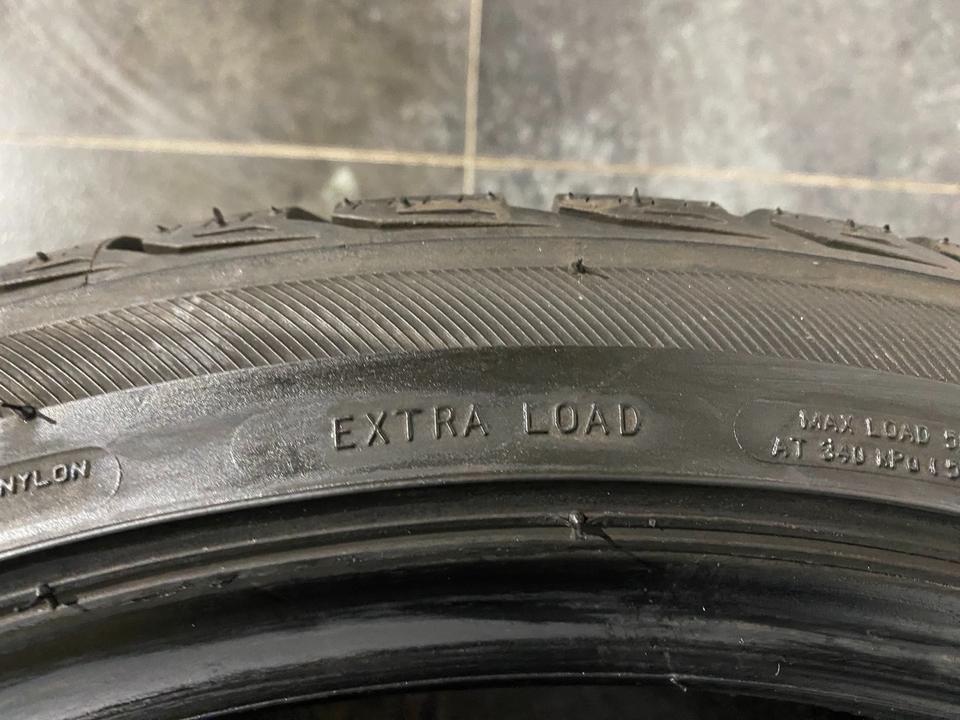 NYLON
EXTRA LOAD
MAX LOAD
AT 340